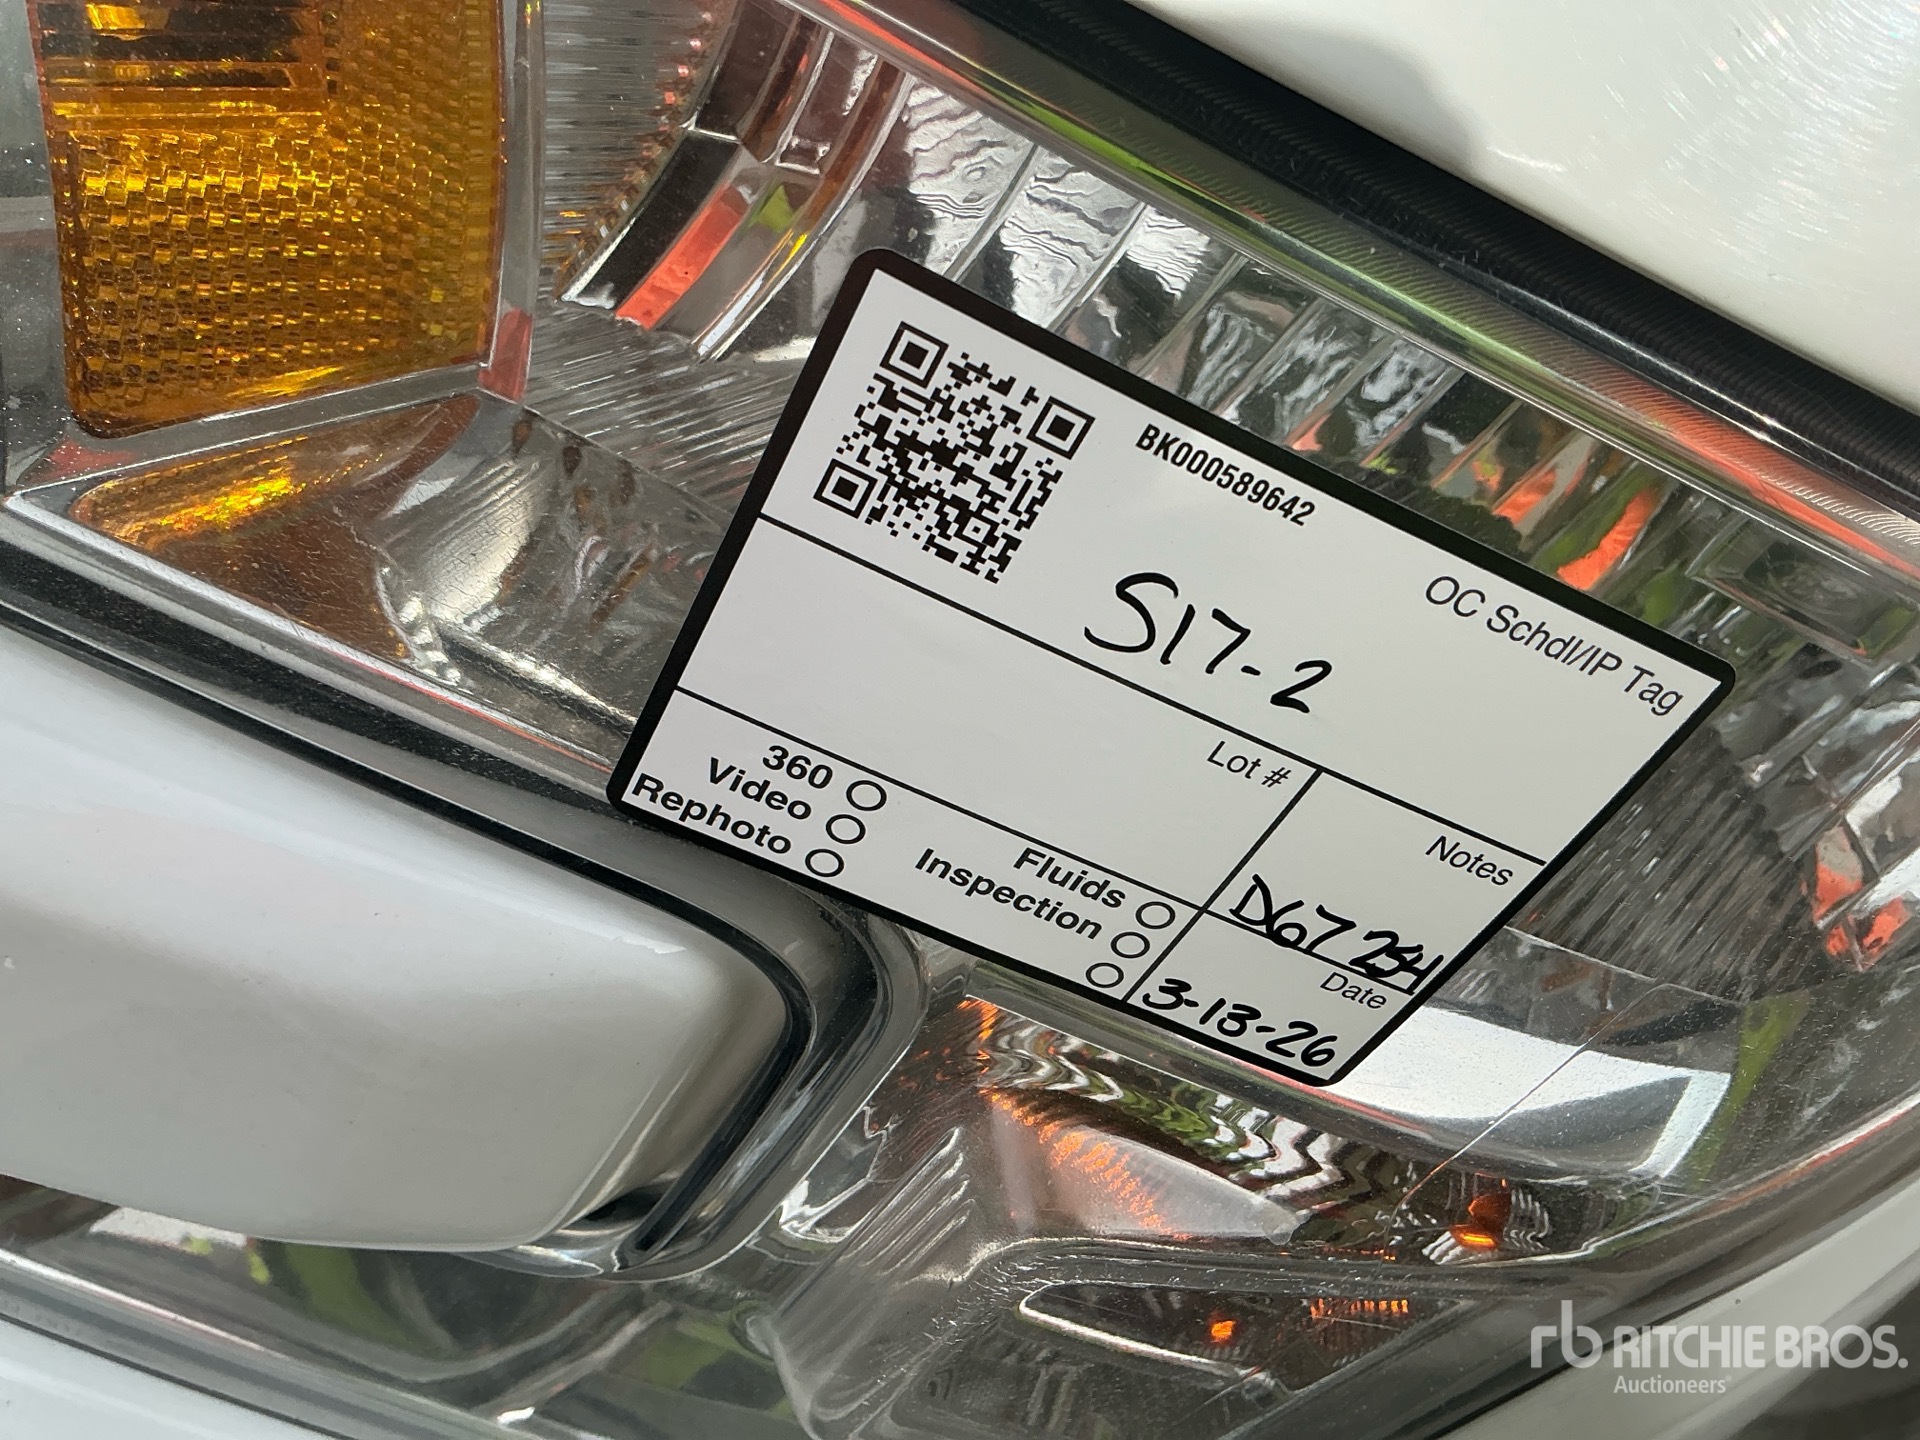 BK000589642
OC Schdl/IP Tag
S17-2
Lot #
Notes
360
Video
Rephoto
Fluids
Inspection
Date
3-13-26
rb RITCHIE BROS.
Auctioneers